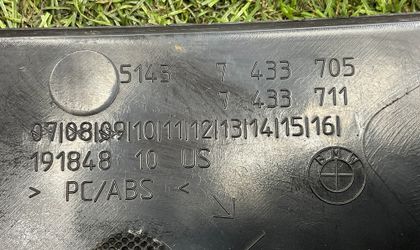 5145 7 433 705
7 433 711
07|08|09|10|11|12|13|14|15|16|
191848 10 US
> PC/ABS <
BMW